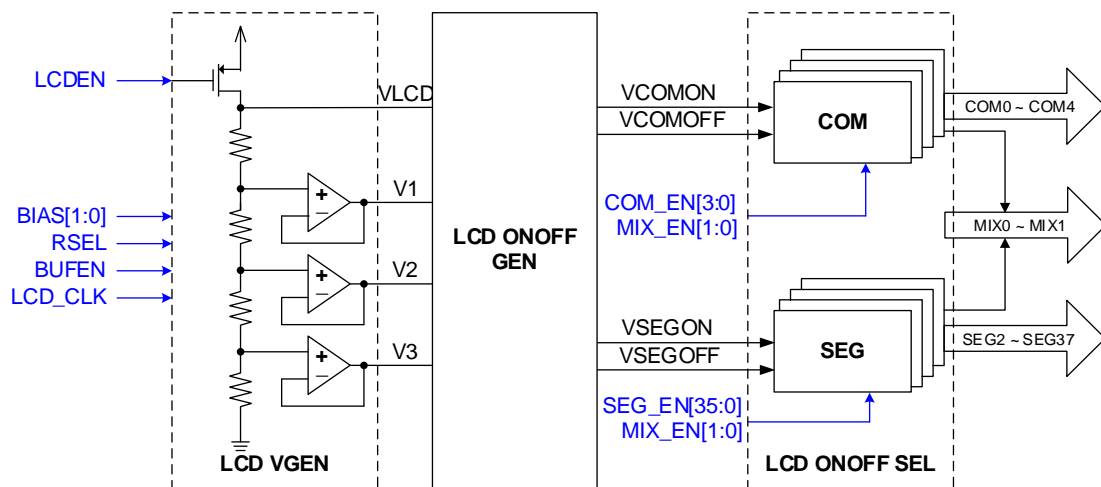 LCDEN
BIAS[1:0]
RSEL
BUFEN
LCD_CLK
VLCD
+
−
V1
+
−
V2
+
−
V3
LCD VGEN
LCD ONOFF
GEN
VCOMON
VCOMOFF
COM
COM_EN[3:0]
MIX_EN[1:0]
VSEGON
VSEGOFF
SEG
SEG_EN[35:0]
MIX_EN[1:0]
LCD ONOFF SEL
COM0 ~ COM4
MIX0 ~ MIX1
SEG2 ~ SEG37